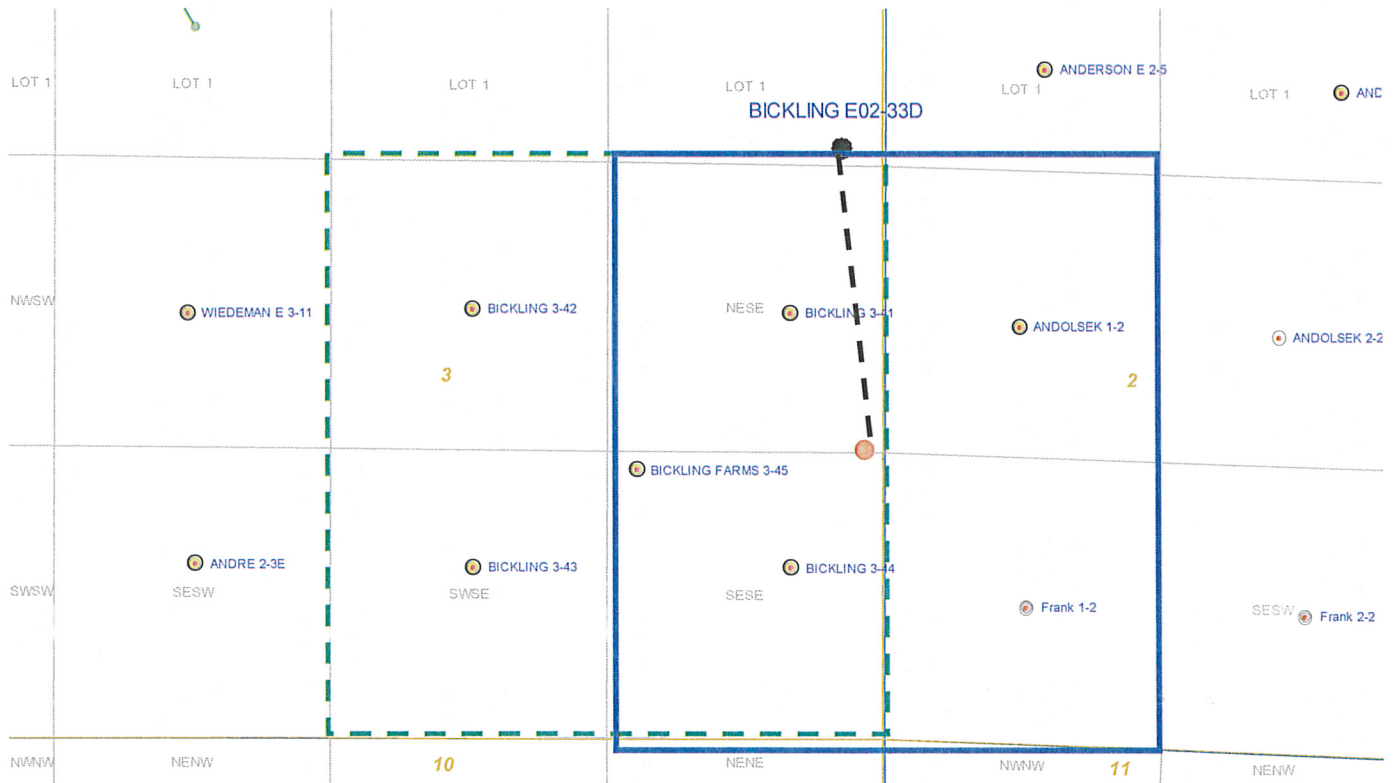 ANDERSON E 2-5
LOT 1
LOT 1
LOT 1
LOT 1
LOT 1
LOT 1
AND
BICKLING E02-33D
NWSW
WIEDEMAN E 3-11
BICKLING 3-42
NESE
BICKLING 3-41
ANDOLSEK 1-2
ANDOLSEK 2-2
3
2
BICKLING FARMS 3-45
ANDRE 2-3E
BICKLING 3-43
BICKLING 3-44
SWSW
SESW
SWSE
SESE
Frank 1-2
SESW
Frank 2-2
NWNW
NENW
10
NENE
NWNW
11
NENW